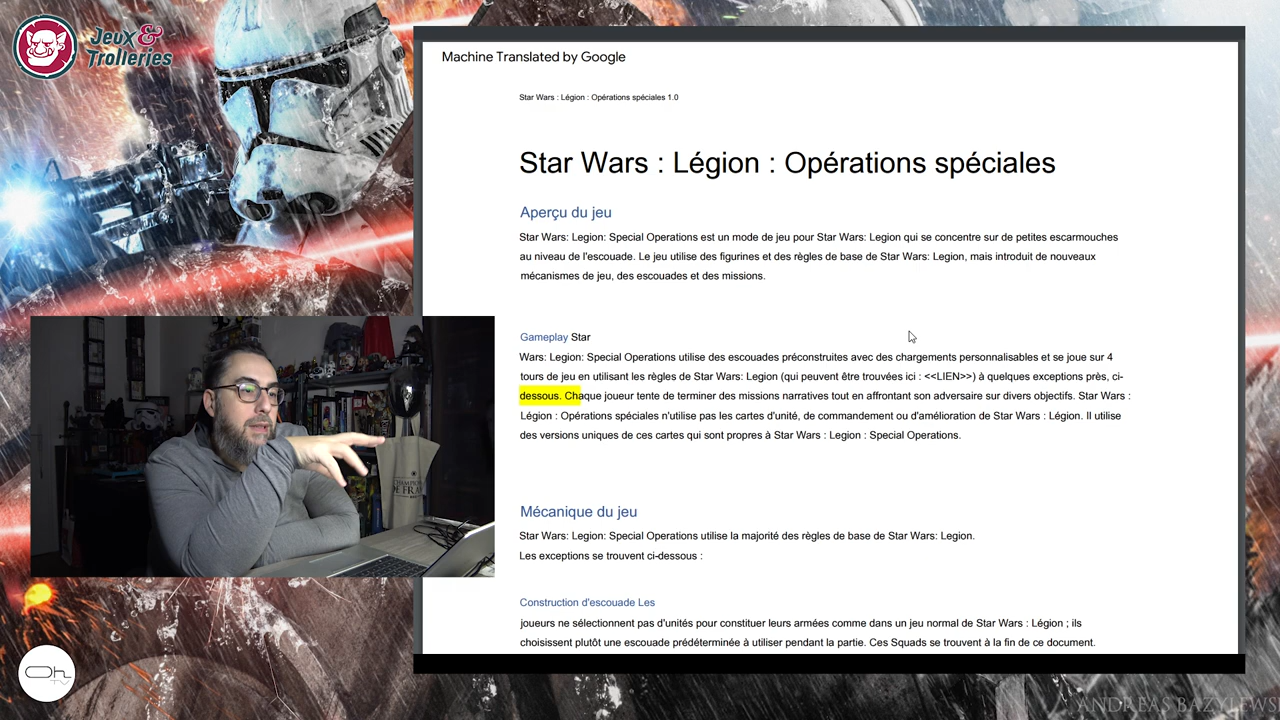 Jeux &
Trolleries
Machine Translated by Google
Star Wars : Légion : Opérations spéciales 1.0
Star Wars : Légion : Opérations spéciales
Aperçu du jeu
Star Wars: Legion: Special Operations est un mode de jeu pour Star Wars: Legion qui se concentre sur de petites escarmouches
au niveau de l'escouade. Le jeu utilise des figurines et des règles de base de Star Wars: Legion, mais introduit de nouveaux
mécanismes de jeu, des escouades et des missions.
Gameplay Star
Wars: Legion: Special Operations utilise des escouades préconstruites avec des chargements personnalisables et se joue sur 4
tours de jeu en utilisant les règles de Star Wars: Legion (qui peuvent être trouvées ici : <<LIEN>>) à quelques exceptions près, ci-
dessous. Chaque joueur tente de terminer des missions narratives tout en affrontant son adversaire sur divers objectifs. Star Wars :
Légion : Opérations spéciales n'utilise pas les cartes d'unité, de commandement ou d'amélioration de Star Wars : Légion. Il utilise
des versions uniques de ces cartes qui sont propres à Star Wars : Legion : Special Operations.
CHAMPION
DE FRA
Mécanique du jeu
Star Wars: Legion: Special Operations utilise la majorité des règles de base de Star Wars: Legion.
Les exceptions se trouvent ci-dessous :
Construction d'escouade Les
joueurs ne sélectionnent pas d'unités pour constituer leurs armées comme dans un jeu normal de Star Wars : Légion ; ils
choisissent plutôt une escouade prédéterminée à utiliser pendant la partie. Ces Squads se trouvent à la fin de ce document.
Oh
TV
ANDREAS BAZYLEWS